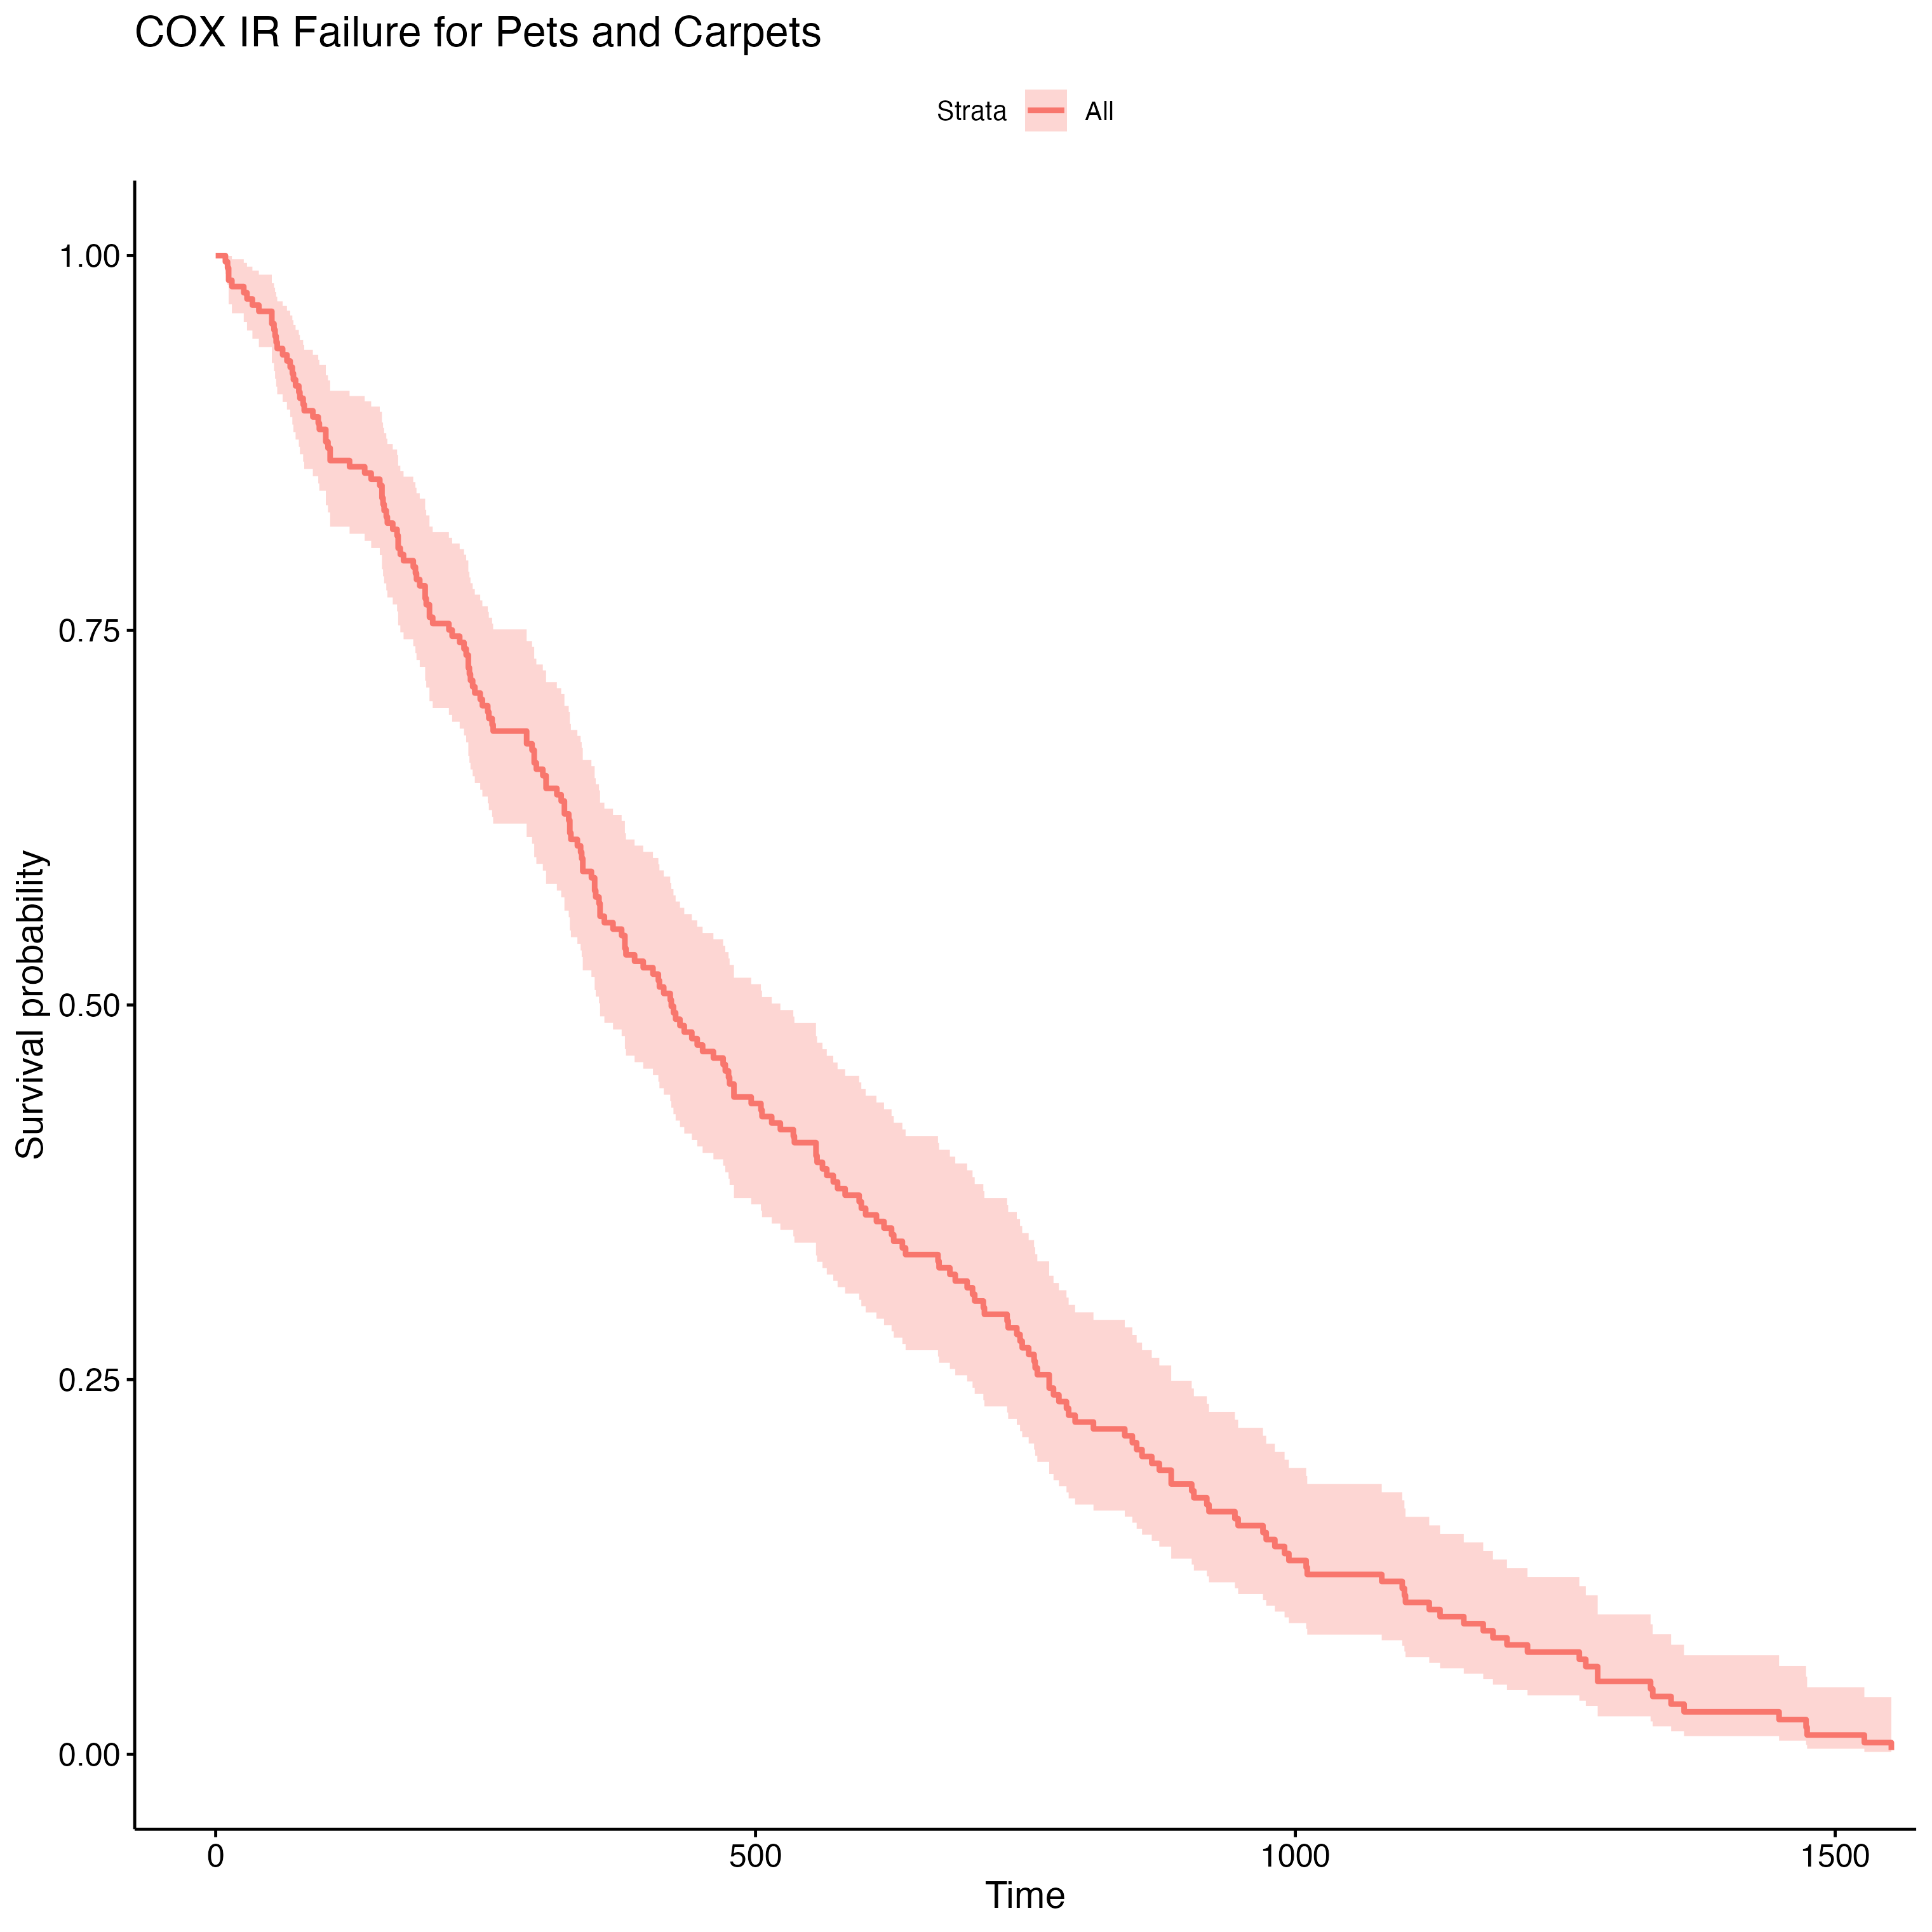 COX IR Failure for Pets and Carpets
Strata All
1.00
0.75
0.50
0.25
0.00
Survival probability
0 500 1000 1500
Time